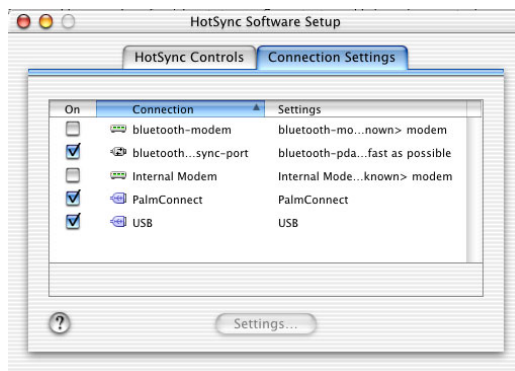 HotSync Software Setup
HotSync Controls Connection Settings
On Connection Settings
bluetooth-modem bluetooth-mo...nown> modem
bluetooth...sync-port bluetooth-pda...fast as possible
Internal Modem Internal Mode...known> modem
PalmConnect PalmConnect
USB USB
? Settings...